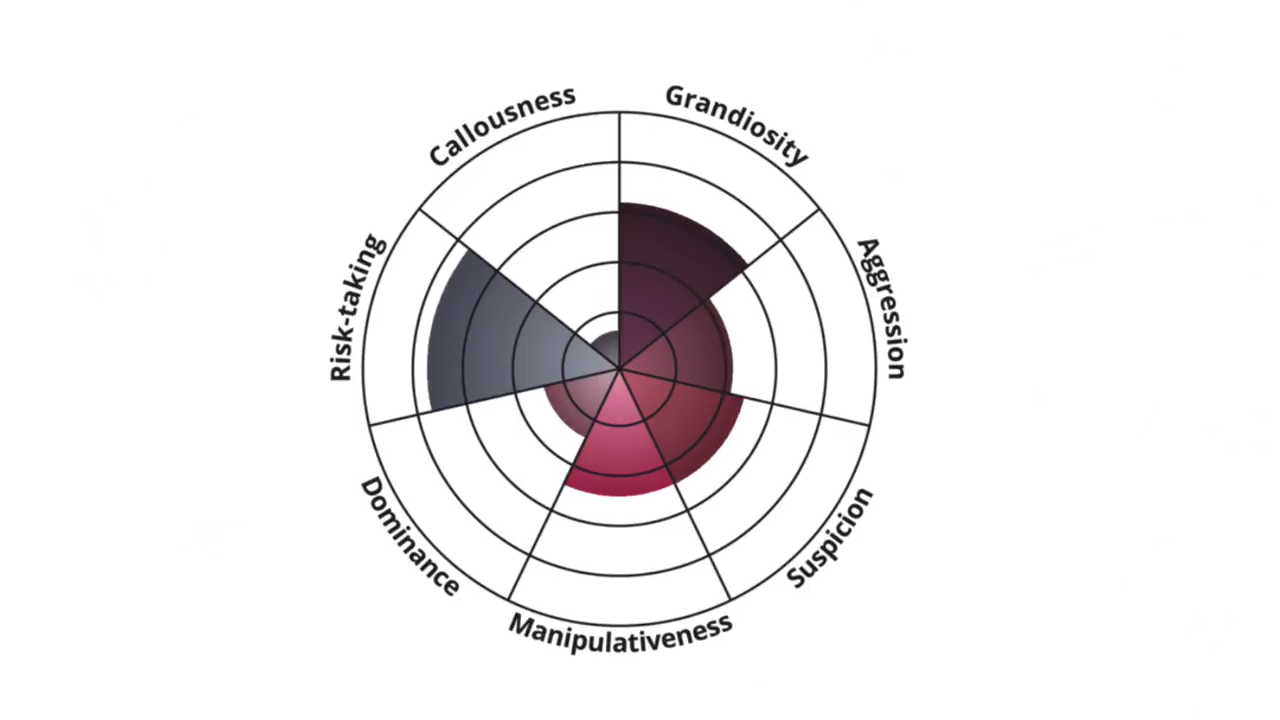 Callousness
Grandiosity
Risk-taking
Aggression
Dominance
Suspicion
Manipulativeness